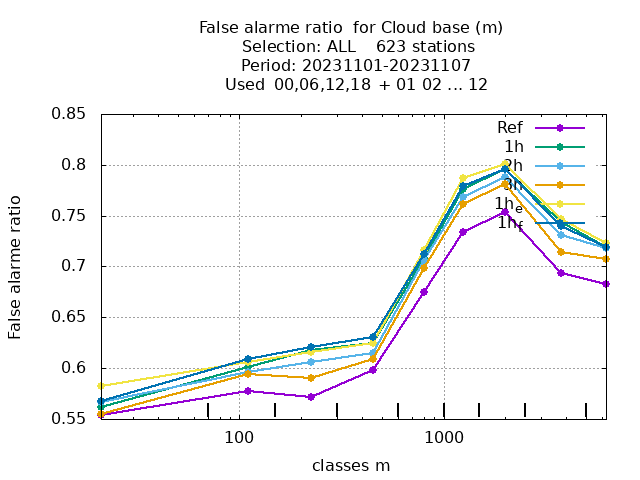 False alarme ratio  for Cloud base (m)
Selection: ALL    623 stations
Period: 20231101-20231107
Used  00,06,12,18 + 01 02 ... 12
0.85
0.8
0.75
0.7
0.65
0.6
0.55
False alarme ratio
Ref
1h
2h
3h
1he
1hf
100
1000
classes m